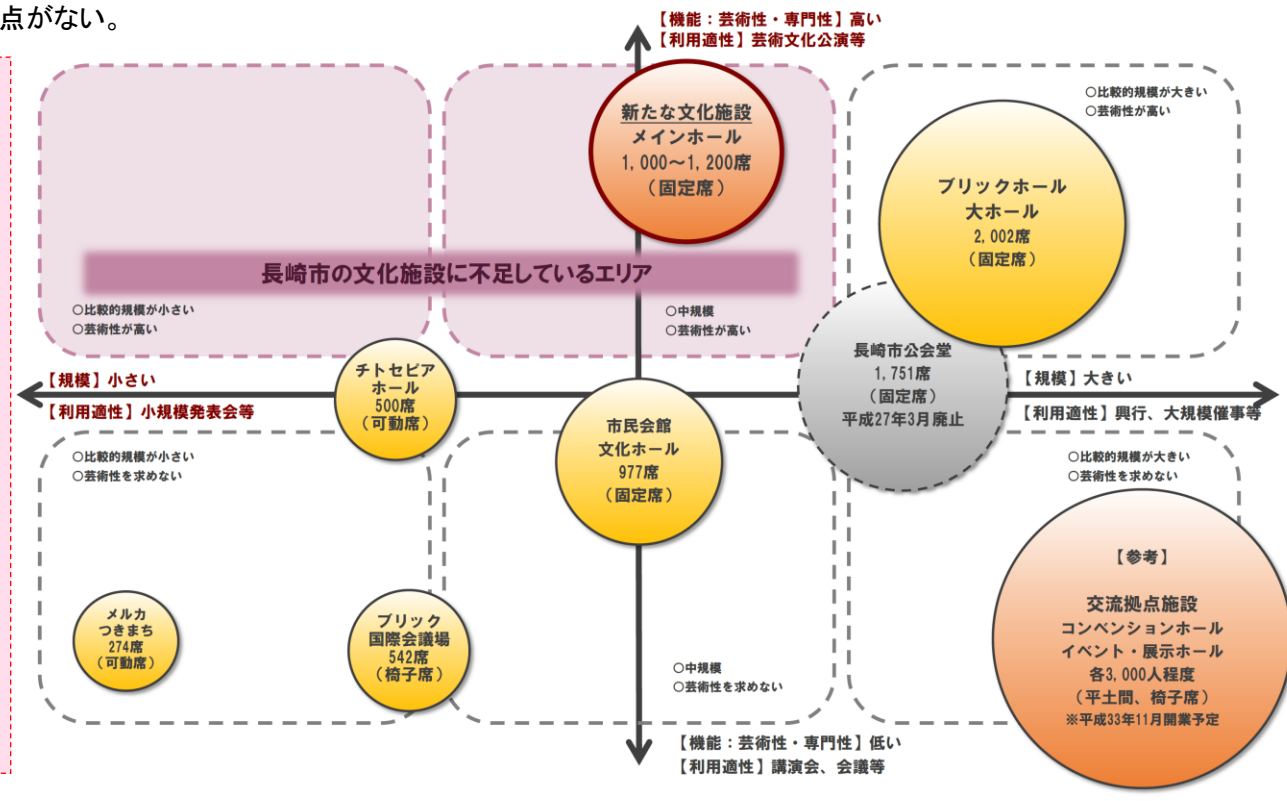 点がない。
【機能：芸術性・専門性】高い
【利用適性】芸術文化公演等
新たな文化施設
メインホール
1,000～1,200席
（固定席）
○比較的規模が大きい
○芸術性が高い
ブリックホール
大ホール
2,002席
（固定席）
長崎市の文化施設に不足しているエリア
○比較的規模が小さい
○芸術性が高い
○中規模
○芸術性が高い
チトセピア
ホール
500席
（可動席）
長崎市公会堂
1,751席
（固定席）
平成27年3月廃止
【規模】小さい
【利用適性】小規模発表会等
【規模】大きい
【利用適性】興行、大規模催事等
市民会館
文化ホール
977席
（固定席）
○比較的規模が小さい
○芸術性を求めない
○比較的規模が大きい
○芸術性を求めない
メルカ
つきまち
274席
（可動席）
ブリック
国際会議場
542席
（椅子席）
○中規模
○芸術性を求めない
【参考】
交流拠点施設
コンベンションホール
イベント・展示ホール
各3,000人程度
（平土間、椅子席）
※平成33年11月開業予定
【機能：芸術性・専門性】低い
【利用適性】講演会、会議等